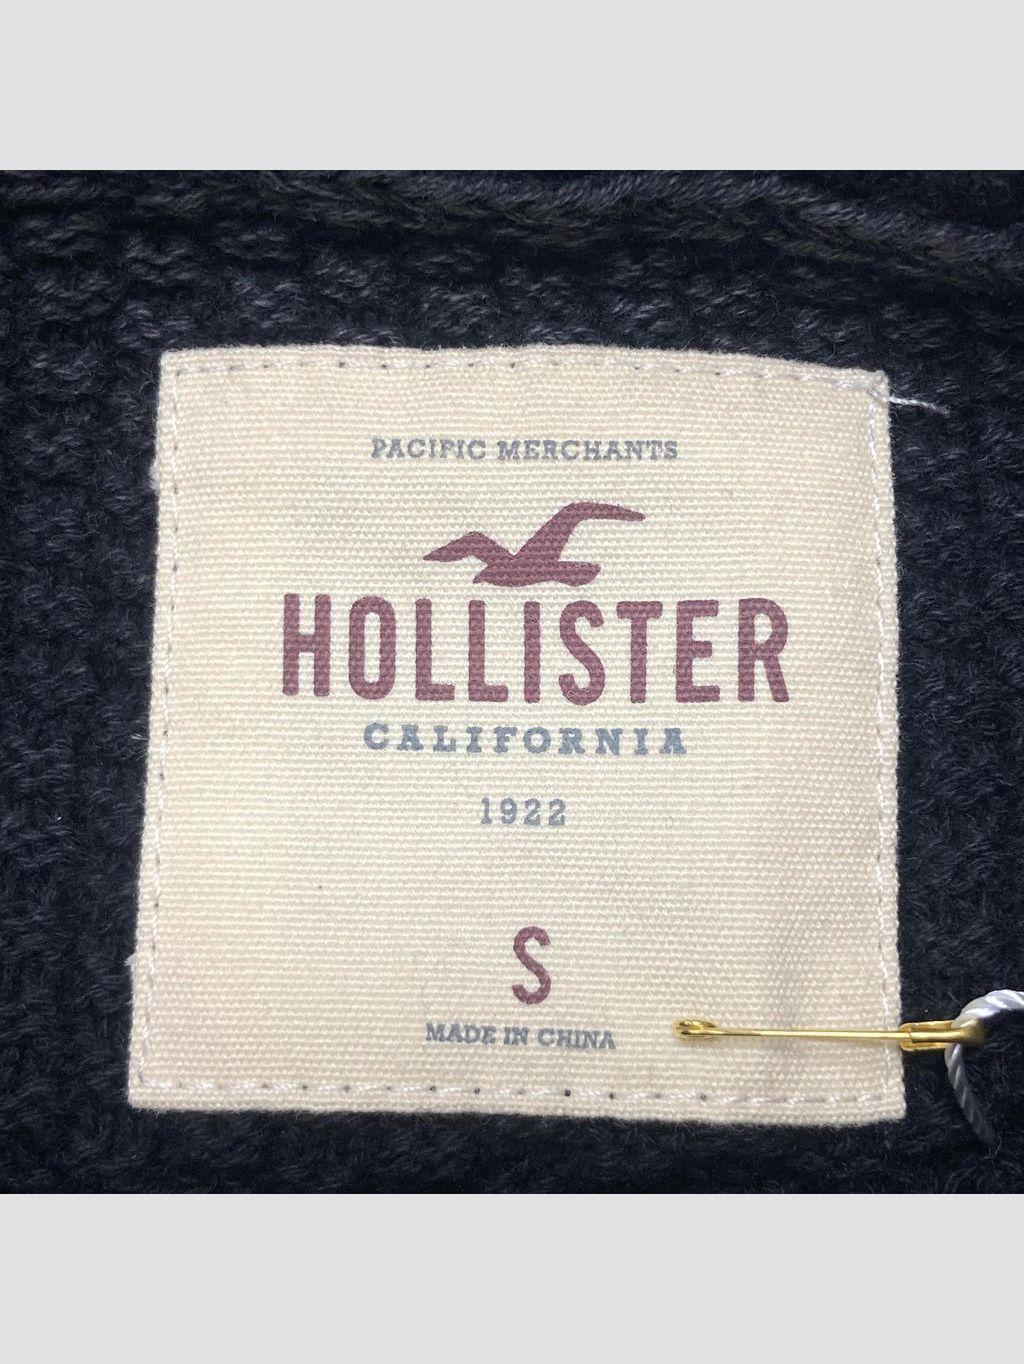 PACIFIC MERCHANTS
HOLLISTER
CALIFORNIA
1922
S
MADE IN CHINA